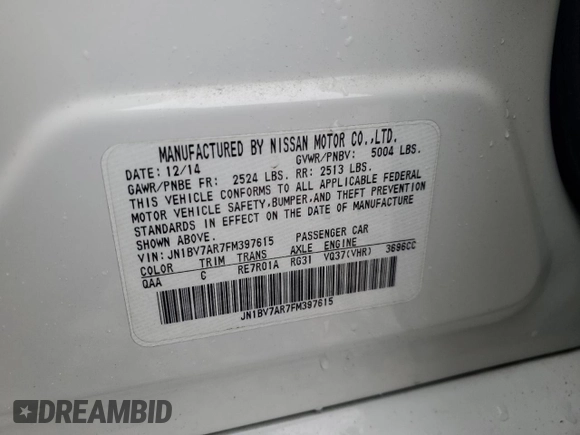 MANUFACTURED BY NISSAN MOTOR CO.,LTD.
DATE: 12/14 GVWR/PNBV: 5004 LBS.
GAWR/PNBE FR: 2524 LBS. RR: 2513 LBS.
THIS VEHICLE CONFORMS TO ALL APPLICABLE FEDERAL
MOTOR VEHICLE SAFETY,BUMPER,AND THEFT PREVENTION
STANDARDS IN EFFECT ON THE DATE OF MANUFACTURE
SHOWN ABOVE.
VIN: JN1BV7AR7FM397615 PASSENGER CAR
COLOR TRIM TRANS AXLE ENGINE
QAA C RE7R01A RG31 VQ37(VHR) 3696CC
JN1BV7AR7FM397615
DREAMBID